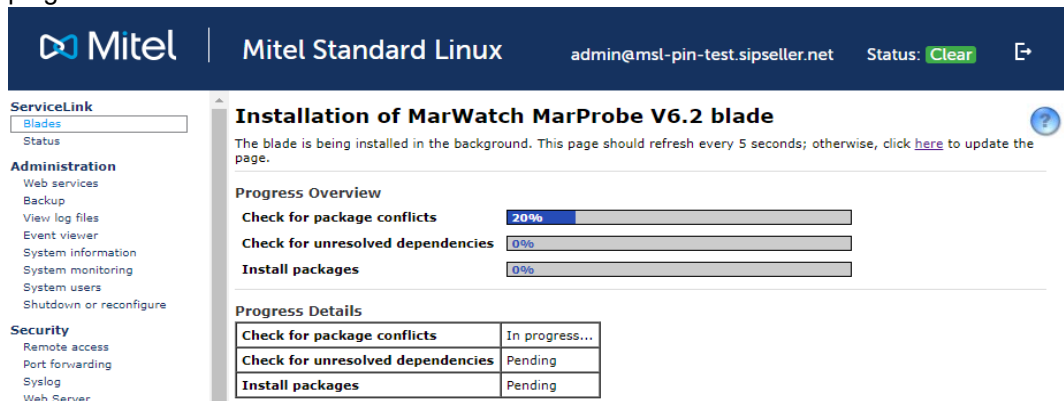 Mitel
Mitel Standard Linux
admin@msl-pin-test.sipseller.net
Status: Clear
ServiceLink
Blades
Status
Administration
Web services
Backup
View log files
Event viewer
System information
System monitoring
System users
Shutdown or reconfigure
Security
Remote access
Port forwarding
Syslog
Web Server
Installation of MarWatch MarProbe V6.2 blade
?
The blade is being installed in the background. This page should refresh every 5 seconds; otherwise, click here to update the
page.
Progress Overview
Check for package conflicts 20%
Check for unresolved dependencies 0%
Install packages 0%
Progress Details
Check for package conflicts In progress...
Check for unresolved dependencies Pending
Install packages Pending